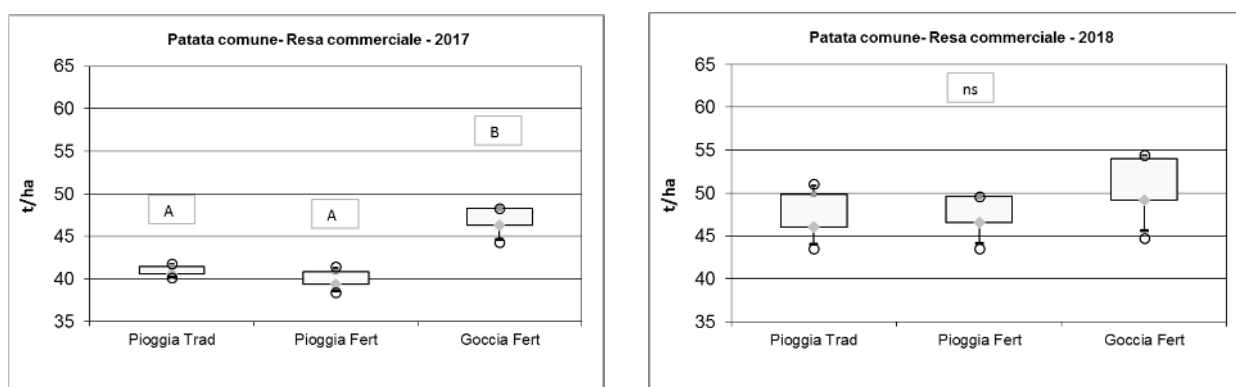 Patata comune- Resa commerciale - 2017
65
60
55
50
45
40
35
t/ha
A
A
B
Pioggia Trad
Pioggia Fert
Goccia Fert
Patata comune- Resa commerciale - 2018
65
60
55
50
45
40
35
t/ha
ns
Pioggia Trad
Pioggia Fert
Goccia Fert